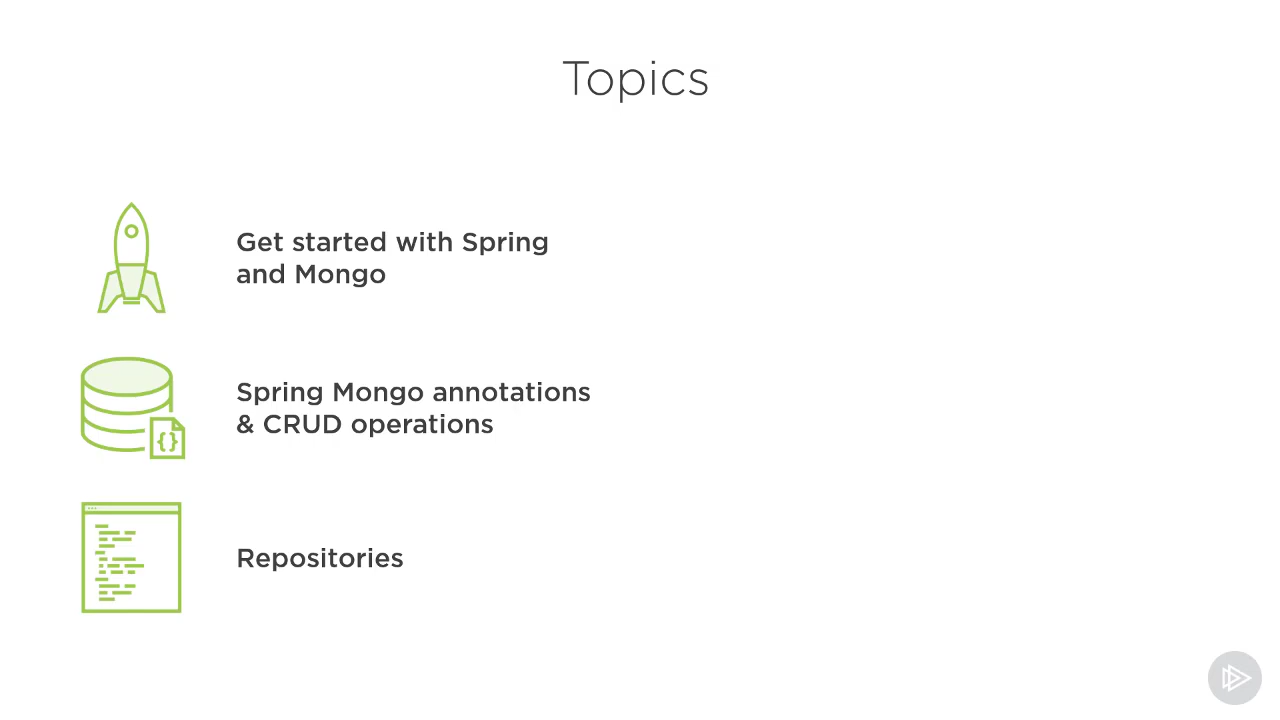 Topics
Get started with Spring
and Mongo
Spring Mongo annotations
& CRUD operations
{}
Repositories